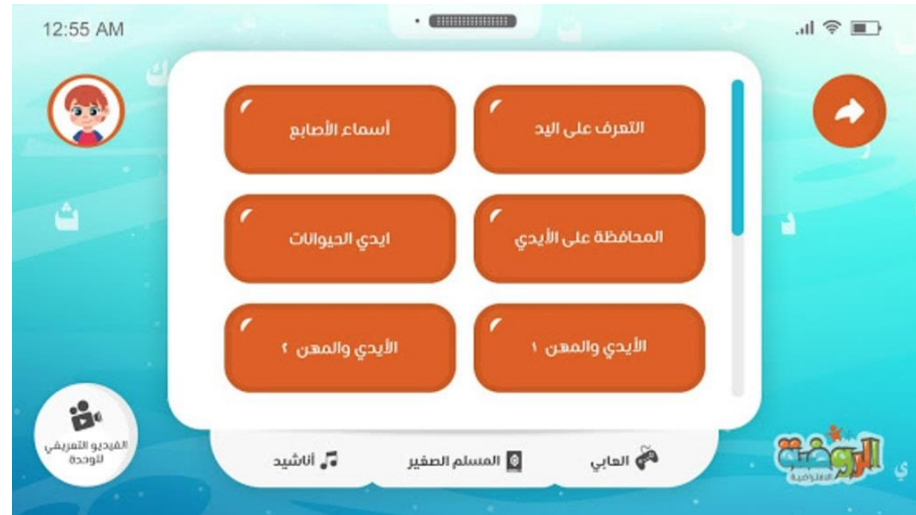 12:55 AM
التعرف على اليد
أسماء الأصابع
المحافظة على الأيدي
ايدي الحيوانات
الأيدي والمهن ١
الأيدي والمهن ٢
الفيديو التعريفي
للوحدة
العابي
المسلم الصغير
أناشيد
الروضة
الافتراضية
ك
ث
د
ر
ي